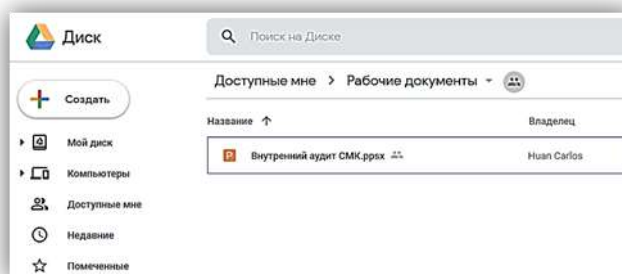 Диск
Поиск на Диске
Создать
Мой диск
Компьютеры
Доступные мне
Недавние
Помеченные
Доступные мне > Рабочие документы
Название ↑ Владелец
Внутренний аудит СМК.ppsx Huan Carlos